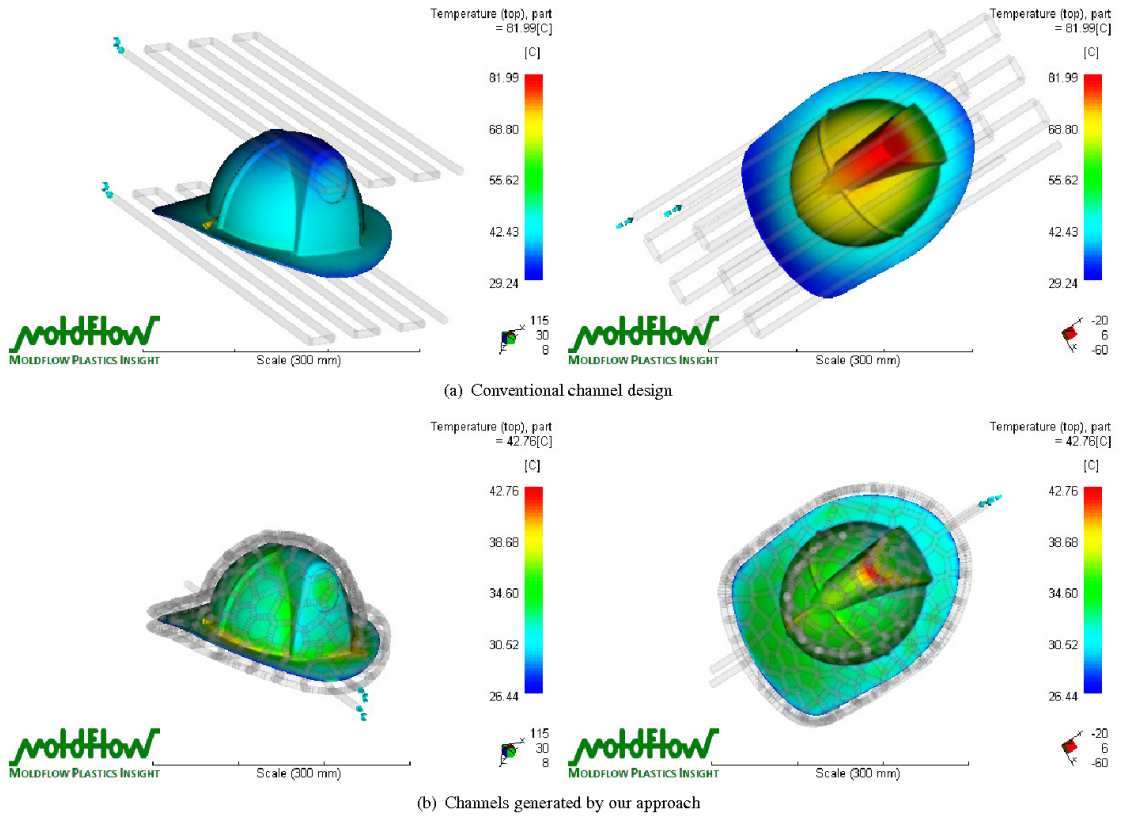 Temperature (top), part
= 81.99[C]
[C]
81.99
68.80
55.62
42.43
29.24
moldflow
MOLDFLOW PLASTICS INSIGHT
Scale (300 mm)
X
Z
115
30
8
Temperature (top), part
= 81.99[C]
[C]
81.99
68.80
55.62
42.43
29.24
moldflow
MOLDFLOW PLASTICS INSIGHT
Scale (300 mm)
X
-20
6
-60
(a) Conventional channel design
Temperature (top), part
= 42.76[C]
[C]
42.76
38.68
34.60
30.52
26.44
moldflow
MOLDFLOW PLASTICS INSIGHT
Scale (300 mm)
X
Z
115
30
8
Temperature (top), part
= 42.76[C]
[C]
42.76
38.68
34.60
30.52
26.44
moldflow
MOLDFLOW PLASTICS INSIGHT
Scale (300 mm)
X
-20
6
-60
(b) Channels generated by our approach